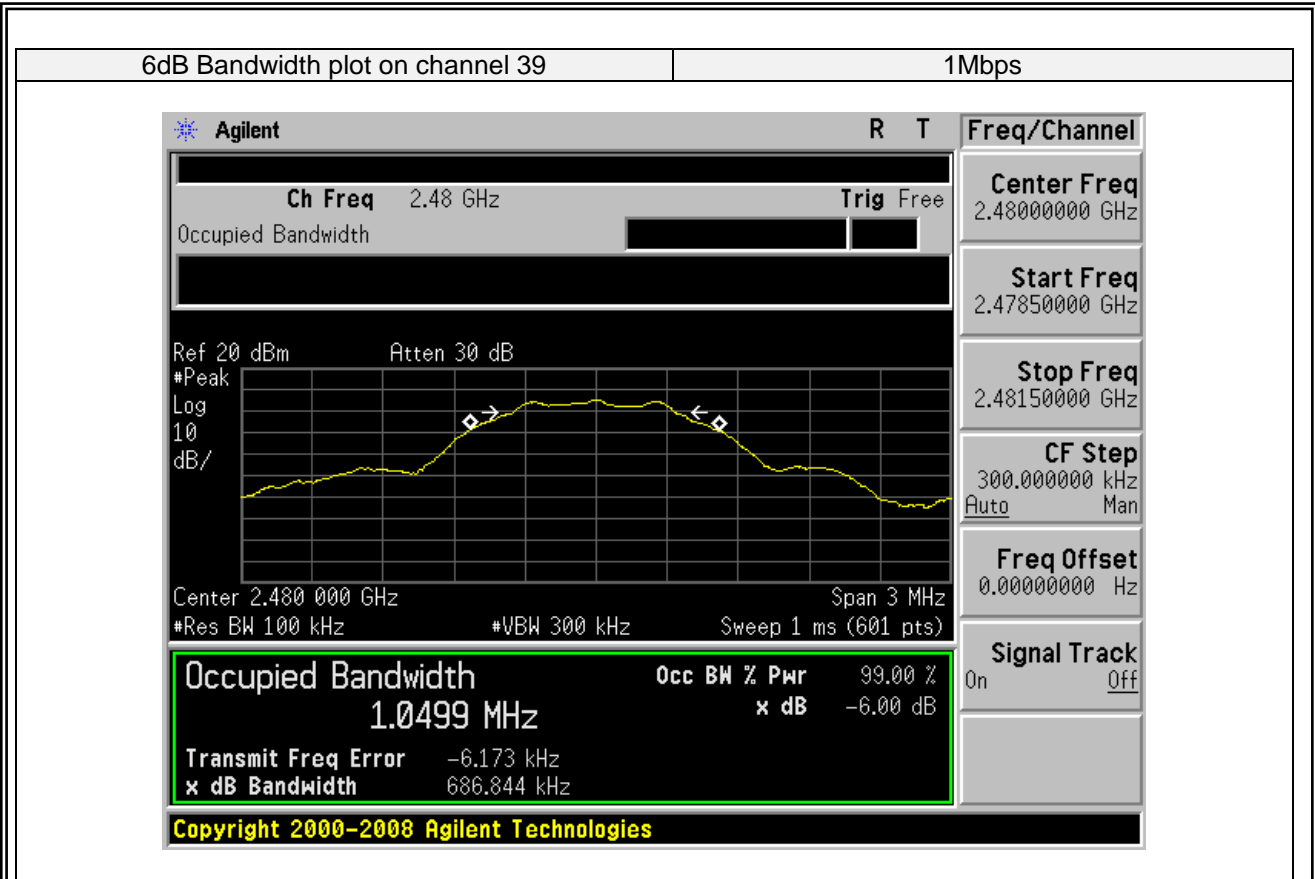 6dB Bandwidth plot on channel 39 1Mbps
Agilent R T Freq/Channel
Ch Freq 2.48 GHz Trig Free
Occupied Bandwidth
Center Freq
2.48000000 GHz
Start Freq
2.47850000 GHz
Stop Freq
2.48150000 GHz
CF Step
300.000000 kHz
Auto Man
Freq Offset
0.00000000 Hz
Signal Track
On Off
Ref 20 dBm Atten 30 dB
#Peak
Log
10
dB/
Center 2.480 000 GHz Span 3 MHz
#Res BW 100 kHz #VBW 300 kHz Sweep 1 ms (601 pts)
Occupied Bandwidth Occ BW % Pwr 99.00 %
1.0499 MHz x dB -6.00 dB
Transmit Freq Error -6.173 kHz
x dB Bandwidth 686.844 kHz
Copyright 2000-2008 Agilent Technologies